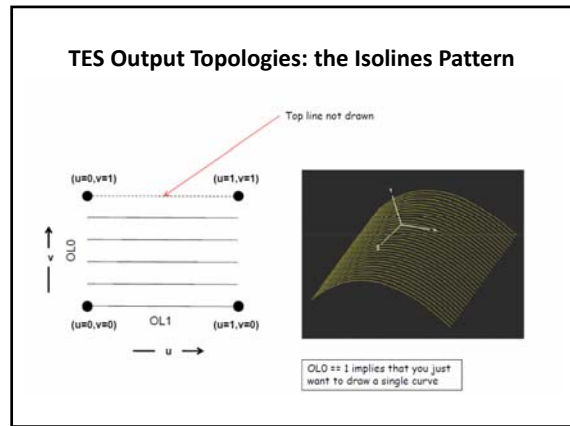 TES Output Topologies: the Isolines Pattern
Top line not drawn
(u=0,v=1)
(u=1,v=1)
v
OL0
(u=0,v=0)
OL1
(u=1,v=0)
u
OL0 == 1 implies that you just
want to draw a single curve